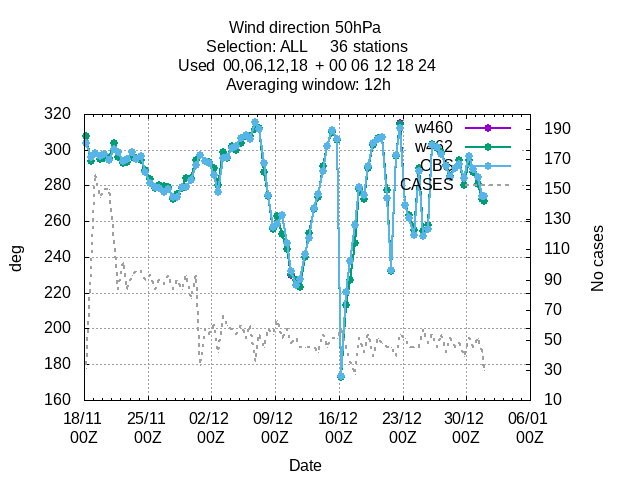 Wind direction 50hPa
Selection: ALL 36 stations
Used 00,06,12,18 + 00 06 12 18 24
Averaging window: 12h
320
300
280
260
240
220
200
180
160
deg
190
170
150
130
110
90
70
50
30
10
No cases
w460
w462
OBS
CASES
18/11 25/11 02/12 09/12 16/12 23/12 30/12 06/01
00Z 00Z 00Z 00Z 00Z 00Z 00Z 00Z
Date